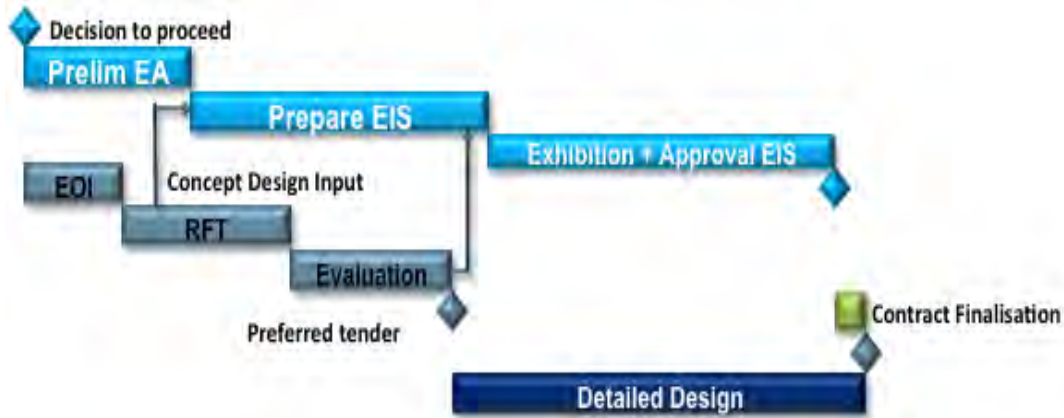 Decision to proceed
Prelim EA
Prepare EIS
Exhibition + Approval EIS
EOI
Concept Design Input
RFT
Evaluation
Preferred tender
Contract Finalisation
Detailed Design